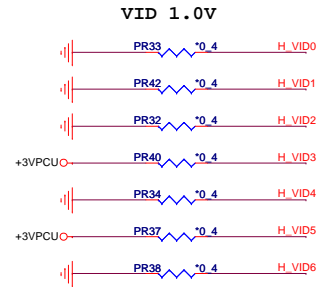 VID 1.0V
PR33 *0_4 H_VID0
PR42 *0_4 H_VID1
PR32 *0_4 H_VID2
+3VPCU PR40 *0_4 H_VID3
PR34 *0_4 H_VID4
+3VPCU PR37 *0_4 H_VID5
PR38 *0_4 H_VID6